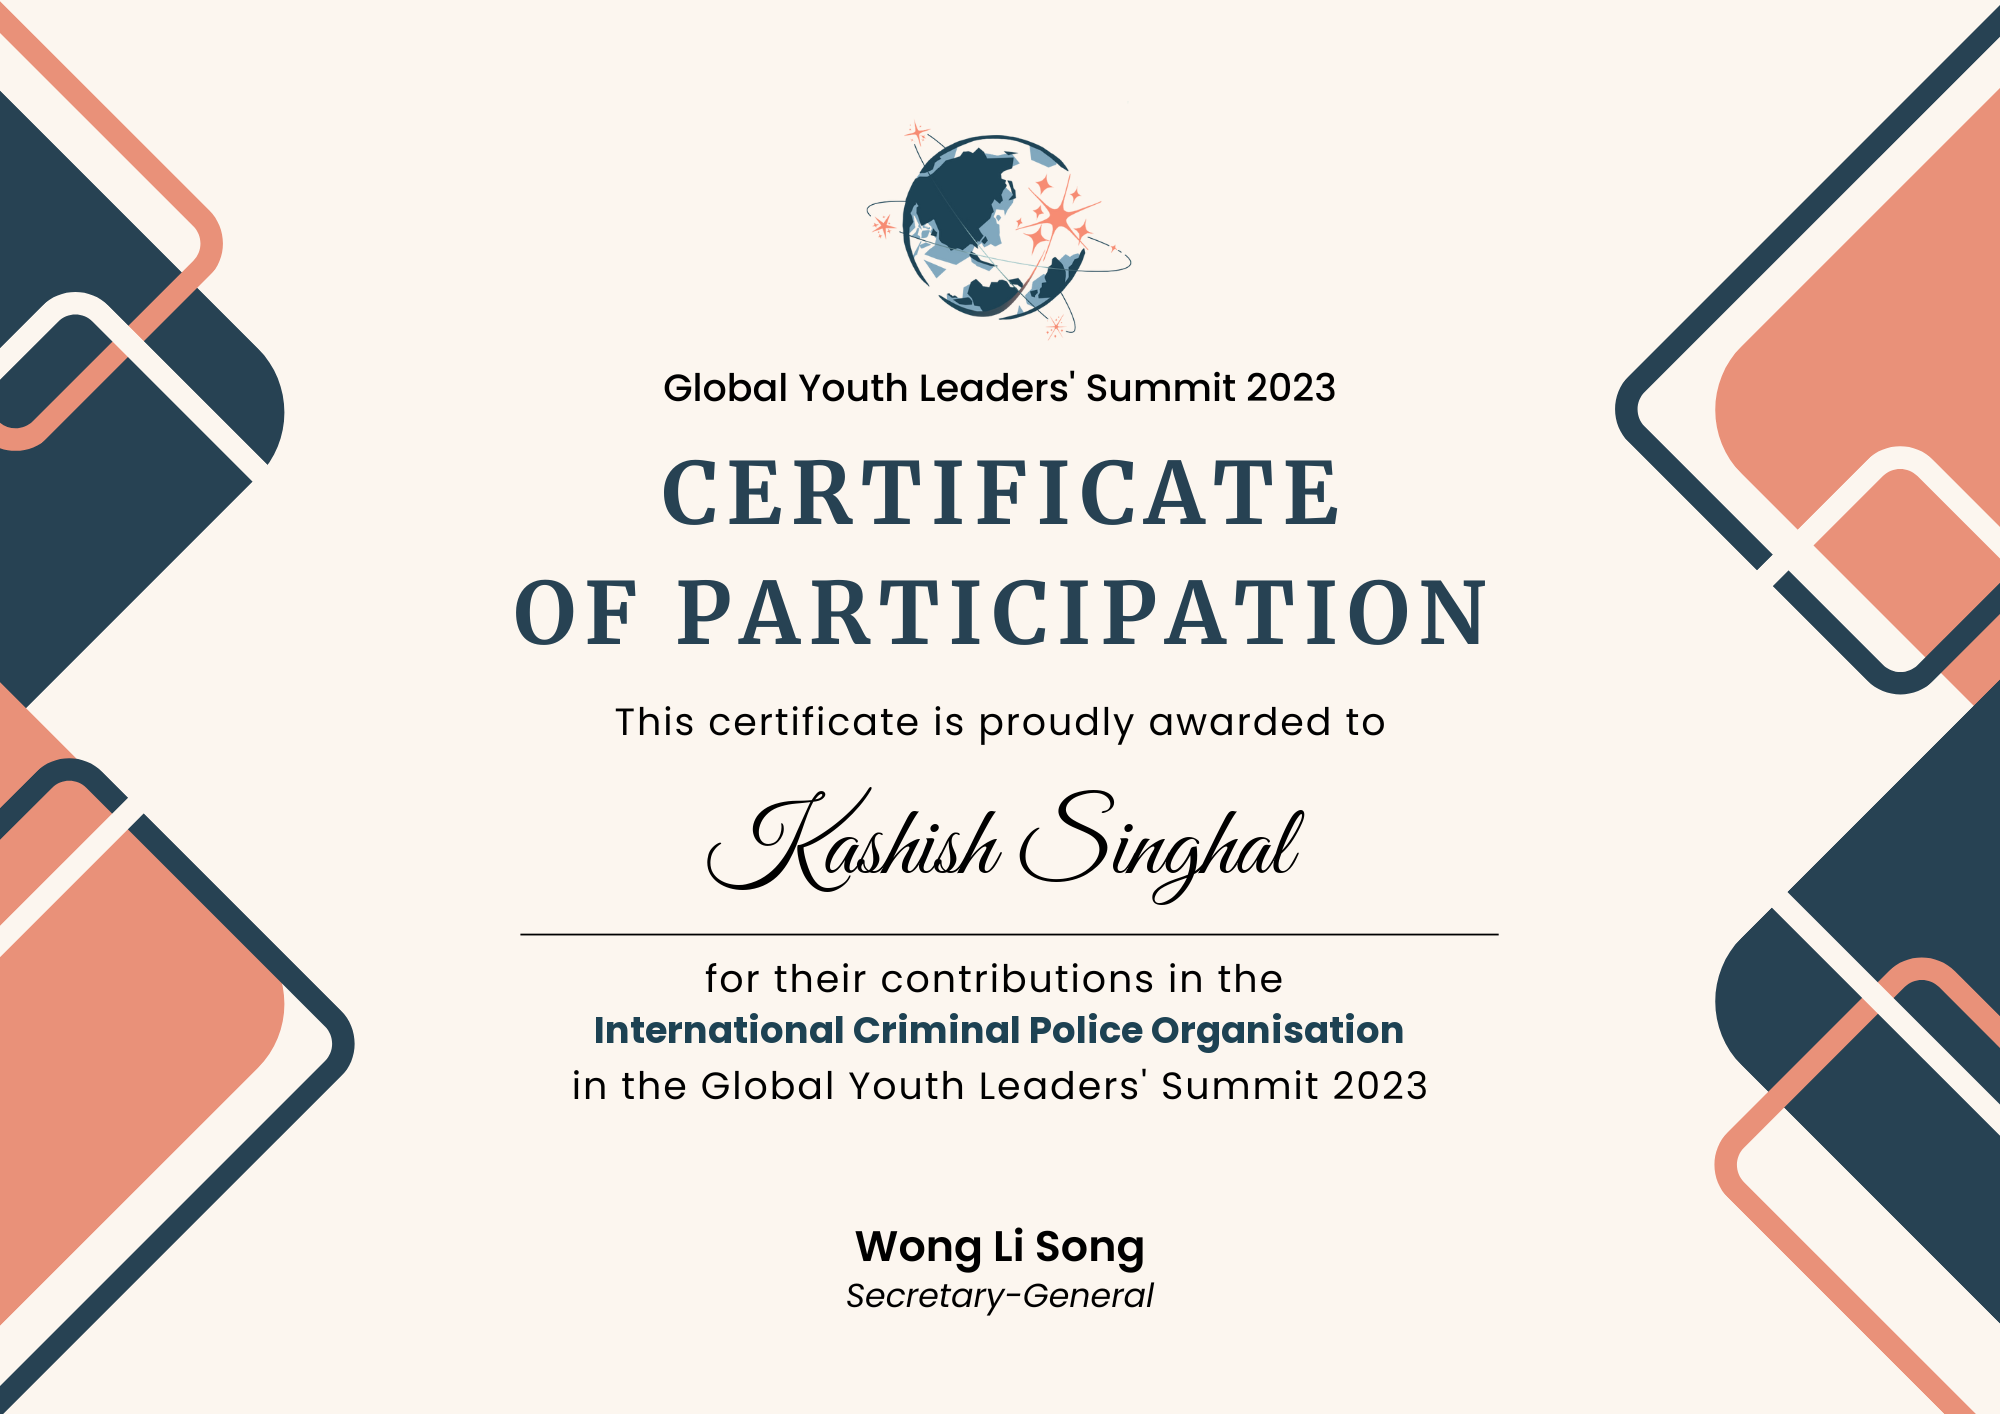 Global Youth Leaders' Summit 2023
CERTIFICATE
OF PARTICIPATION
This certificate is proudly awarded to
Kashish Singhal
for their contributions in the
International Criminal Police Organisation
in the Global Youth Leaders' Summit 2023
Wong Li Song
Secretary-General